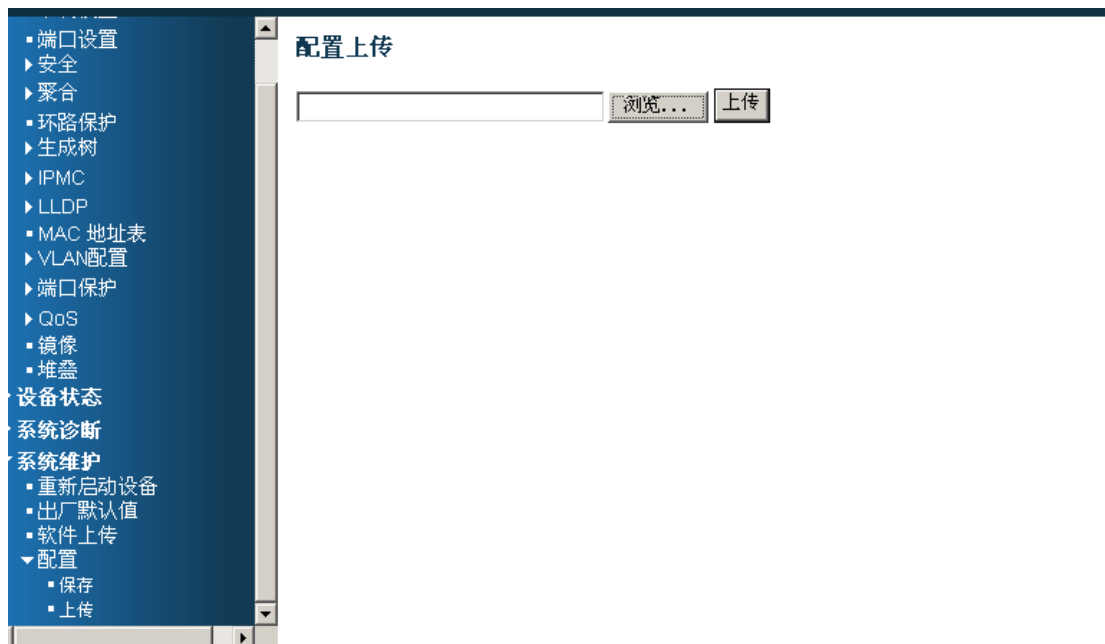 端口设置
安全
聚合
环路保护
生成树
IPMC
LLDP
MAC 地址表
VLAN配置
端口保护
QoS
镜像
堆叠
设备状态
系统诊断
系统维护
重新启动设备
出厂默认值
软件上传
配置
保存
上传
配置上传
浏览... 上传